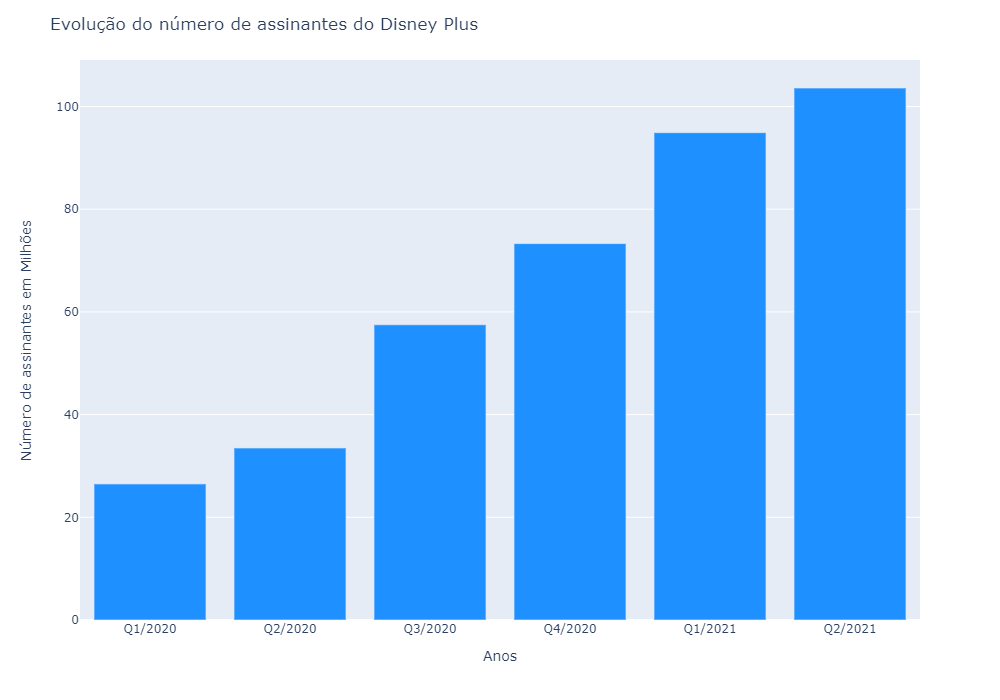 Evolução do número de assinantes do Disney Plus
Número de assinantes em Milhões
100
80
60
40
20
0
Q1/2020
Q2/2020
Q3/2020
Q4/2020
Q1/2021
Q2/2021
Anos